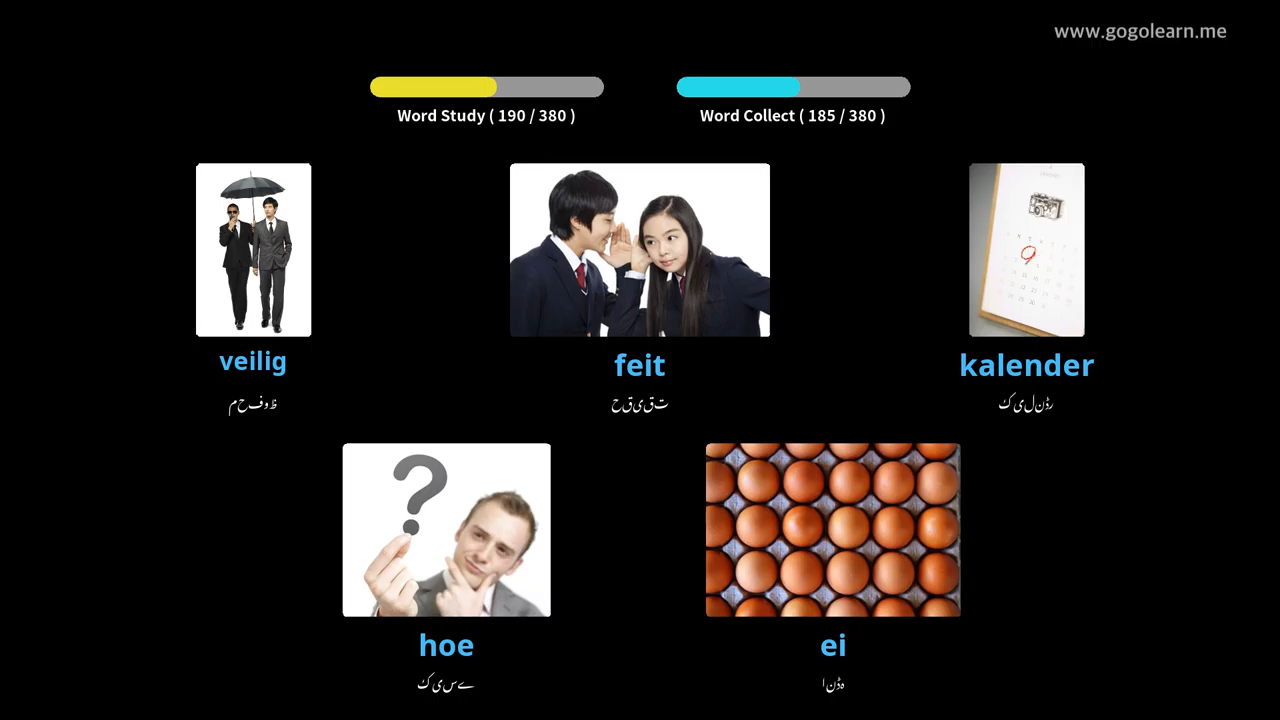 www.gogolearn.me
Word Study ( 190 / 380 )
Word Collect ( 185 / 380 )
veilig
محفوظ
feit
حقیقت
kalender
کیلنڈر
hoe
کیسے
ei
انڈہ